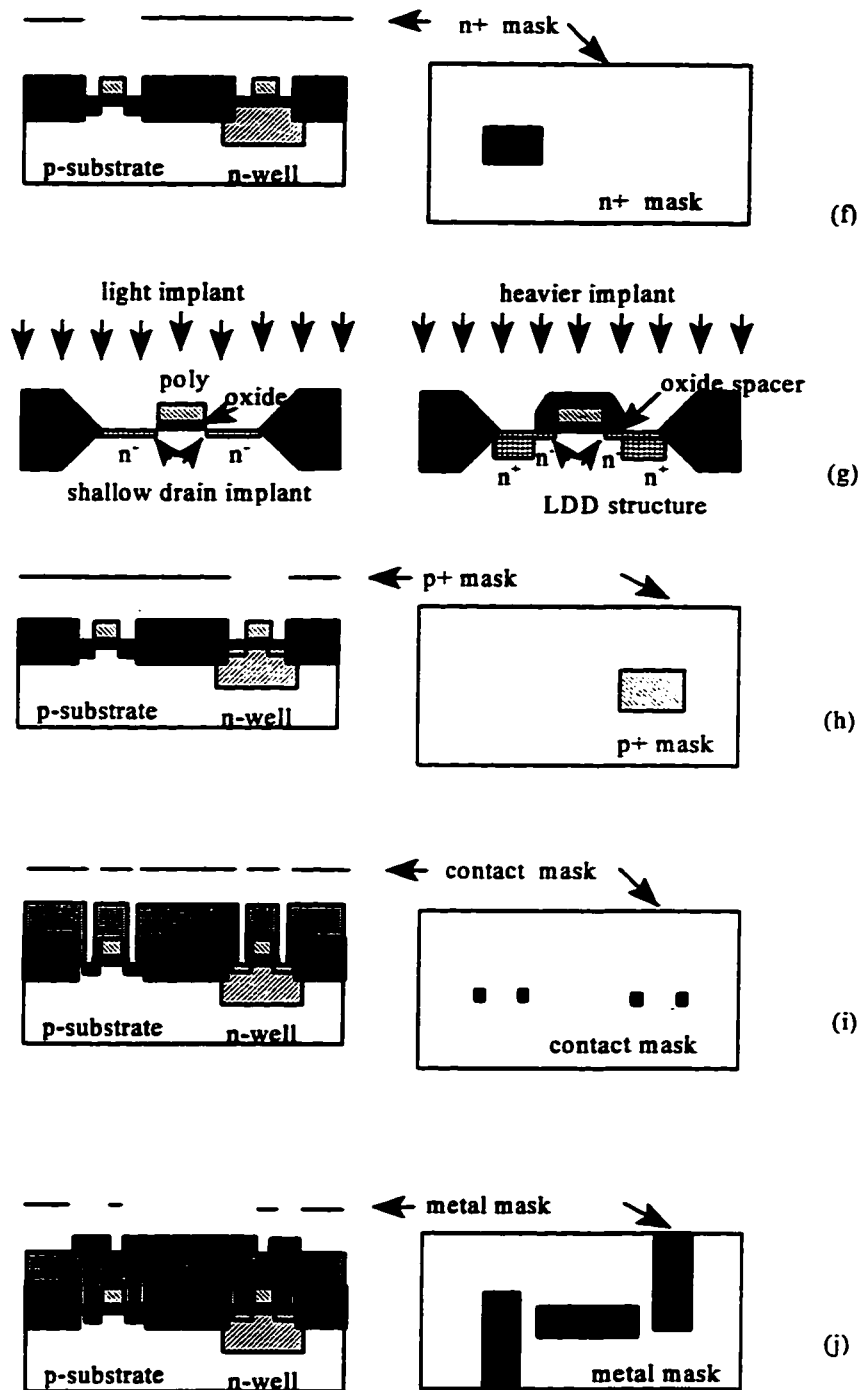 n+ mask
p-substrate
n-well
n+ mask
(f)
light implant
heavier implant
poly
oxide
oxide spacer
n-
n-
n-
n-
n+
n+
shallow drain implant
LDD structure
(g)
p+ mask
p-substrate
n-well
p+ mask
(h)
contact mask
p-substrate
n-well
contact mask
(i)
metal mask
p-substrate
n-well
metal mask
(j)